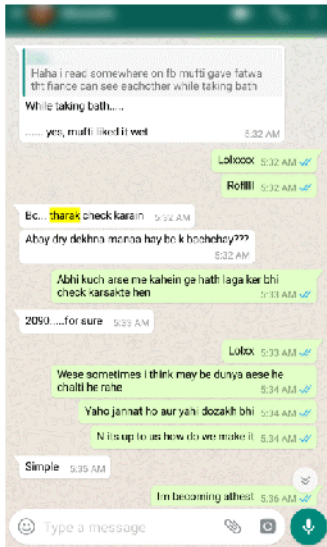 Haha i read somewhere on fb mufti gave fatwa
tht fiance can see eachother while taking bath
While taking bath.....
...... yes, mufti liked it wet
5:32 AM
Lolxxxx 5:32 AM
Roflll 5:32 AM
Bc... tharak check karain 5:32 AM
Abay dry dekhna manaa hay be k bachchay???
5:32 AM
Abhi kuch arse me kahein ge hath laga ker bhi
check karsakte hen 5:33 AM
2090.....for sure 5:33 AM
Lolxx 5:33 AM
Wese sometimes i think may be dunya aese he
chalti he rahe 5:34 AM
Yaho jannat ho aur yahi dozakh bhi 5:34 AM
N its up to us how do we make it 5:34 AM
Simple 5:35 AM
Im becoming athest 5:36 AM
Type a message